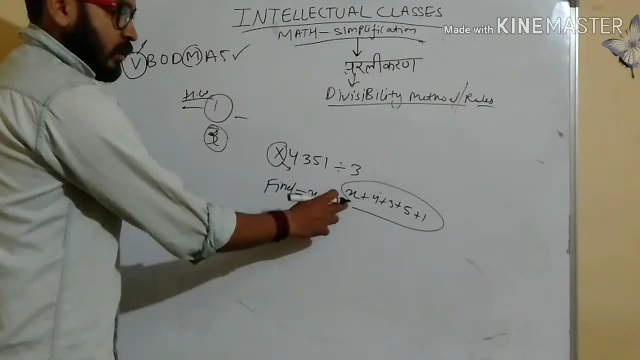 INTELLECTUAL CLASSES
MATH - Simplification
Made with KINEMASTER
VBODMAS
सरलीकरण
Divisibility Method/Rules
1
x4351 ÷ 3
Find = x
x+4+3+5+1